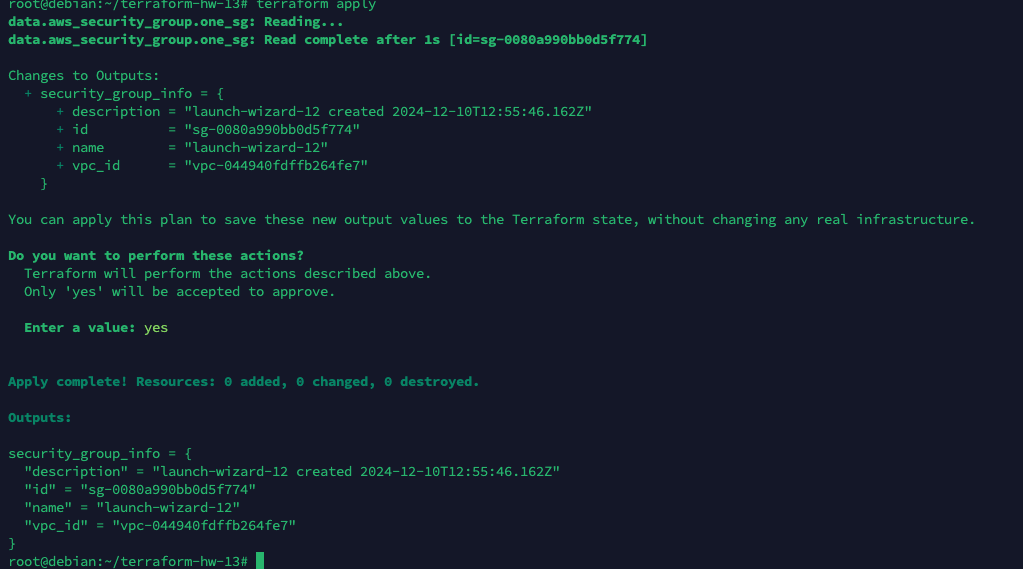 root@debian:~/terraform-hw-13# terraform apply
data.aws_security_group.one_sg: Reading...
data.aws_security_group.one_sg: Read complete after 1s [id=sg-0080a990bb0d5f774]
Changes to Outputs:
+ security_group_info = {
+ description = "launch-wizard-12 created 2024-12-10T12:55:46.162Z"
+ id = "sg-0080a990bb0d5f774"
+ name = "launch-wizard-12"
+ vpc_id = "vpc-044940fdffb264fe7"
}
You can apply this plan to save these new output values to the Terraform state, without changing any real infrastructure.
Do you want to perform these actions?
Terraform will perform the actions described above.
Only 'yes' will be accepted to approve.
Enter a value: yes
Apply complete! Resources: 0 added, 0 changed, 0 destroyed.
Outputs:
security_group_info = {
"description" = "launch-wizard-12 created 2024-12-10T12:55:46.162Z"
"id" = "sg-0080a990bb0d5f774"
"name" = "launch-wizard-12"
"vpc_id" = "vpc-044940fdffb264fe7"
}
root@debian:~/terraform-hw-13#